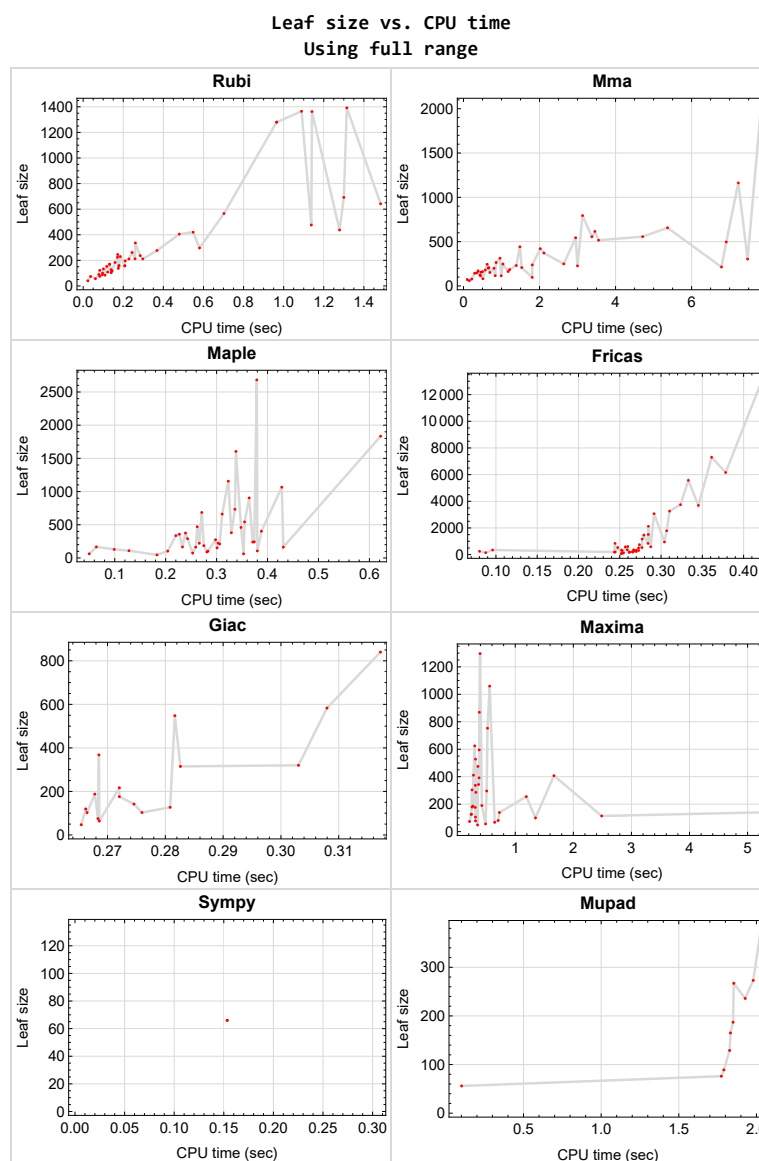 Leaf size vs. CPU time
Using full range
Rubi
Leaf size
1400
1200
1000
800
600
400
200
0
0.0 0.2 0.4 0.6 0.8 1.0 1.2 1.4
CPU time (sec)
Mma
Leaf size
2000
1500
1000
500
0
0 2 4 6
CPU time (sec)
Maple
Leaf size
2500
2000
1500
1000
500
0
0.1 0.2 0.3 0.4 0.5 0.6
CPU time (sec)
Fricas
Leaf size
12 000
10 000
8000
6000
4000
2000
0
0.10 0.15 0.20 0.25 0.30 0.35 0.40
CPU time (sec)
Giac
Leaf size
800
600
400
200
0
0.27 0.28 0.29 0.30 0.31
CPU time (sec)
Maxima
Leaf size
1200
1000
800
600
400
200
0
1 2 3 4 5
CPU time (sec)
Sympy
Leaf size
120
100
80
60
40
20
0
0.00 0.05 0.10 0.15 0.20 0.25 0.30
CPU time (sec)
Mupad
Leaf size
300
200
100
0
0.5 1.0 1.5 2.0
CPU time (sec)